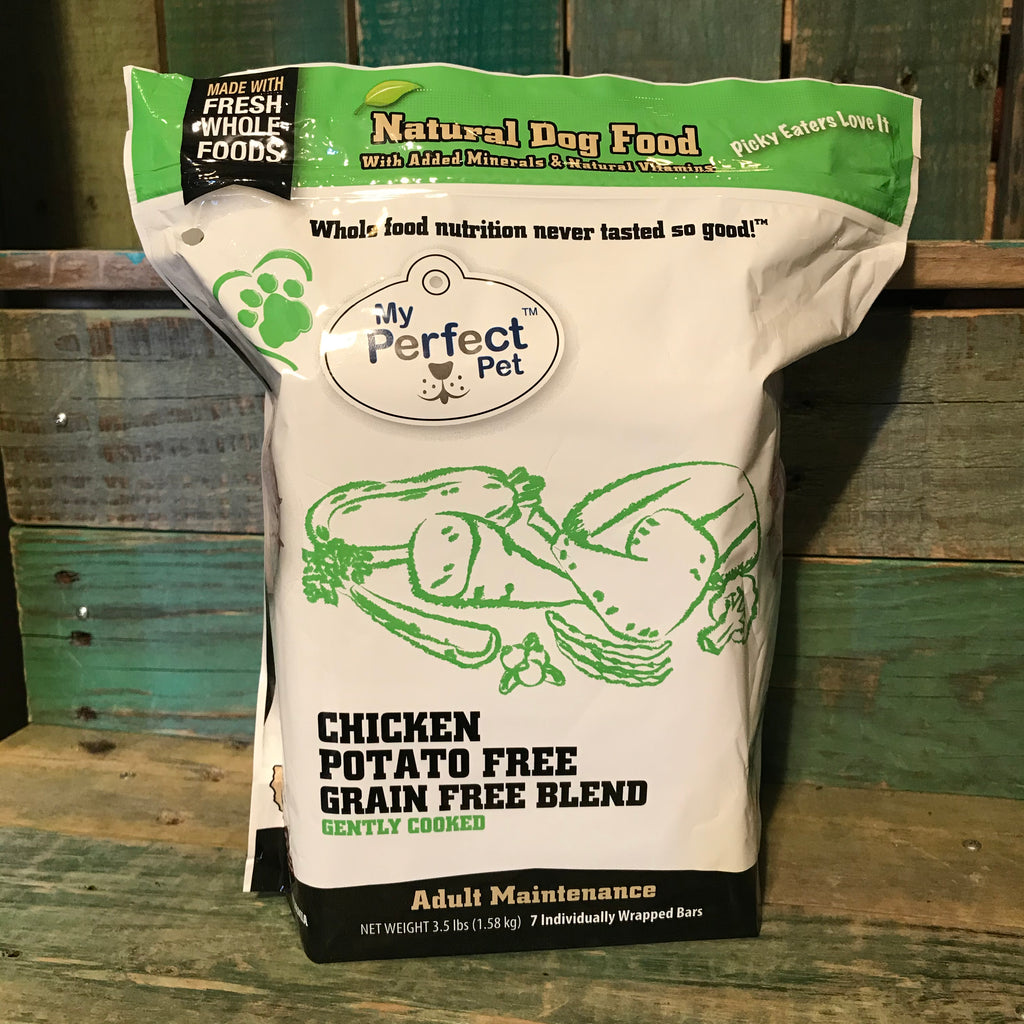 MADE WITH
FRESH
WHOLE
FOODS
Natural Dog Food
With Added Minerals & Natural Vitamins
Picky Eaters Love It
Whole food nutrition never tasted so good!™
My
Perfect™
Pet
CHICKEN
POTATO FREE
GRAIN FREE BLEND
GENTLY COOKED
Adult Maintenance
NET WEIGHT 3.5 lbs (1.58 kg) 7 Individually Wrapped Bars